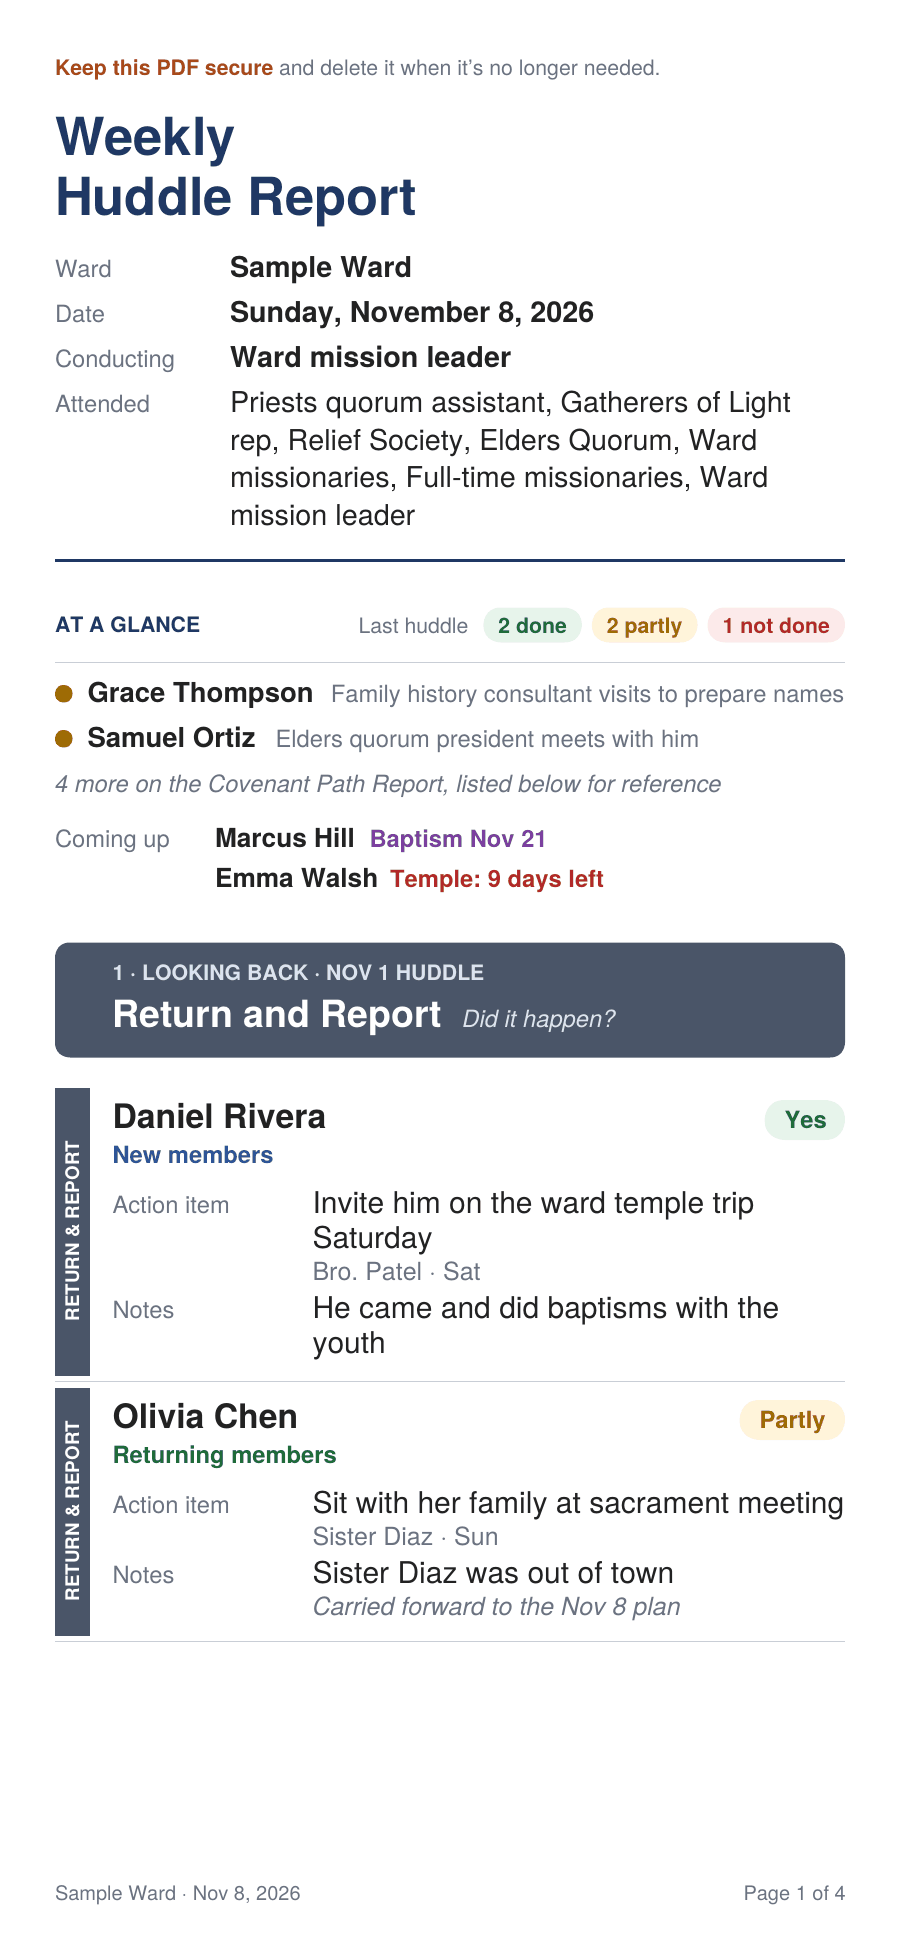 Keep this PDF secure and delete it when it’s no longer needed.
Weekly
Huddle Report
Ward Sample Ward
Date Sunday, November 8, 2026
Conducting Ward mission leader
Attended Priests quorum assistant, Gatherers of Light
rep, Relief Society, Elders Quorum, Ward
missionaries, Full-time missionaries, Ward
mission leader
AT A GLANCE Last huddle 2 done 2 partly 1 not done
Grace Thompson Family history consultant visits to prepare names
Samuel Ortiz Elders quorum president meets with him
4 more on the Covenant Path Report, listed below for reference
Coming up Marcus Hill Baptism Nov 21
Emma Walsh Temple: 9 days left
1 · LOOKING BACK · NOV 1 HUDDLE
Return and Report Did it happen?
RETURN & REPORT
Daniel Rivera Yes
New members
Action item Invite him on the ward temple trip
Saturday
Bro. Patel · Sat
Notes He came and did baptisms with the
youth
RETURN & REPORT
Olivia Chen Partly
Returning members
Action item Sit with her family at sacrament meeting
Sister Diaz · Sun
Notes Sister Diaz was out of town
Carried forward to the Nov 8 plan
Sample Ward · Nov 8, 2026 Page 1 of 4